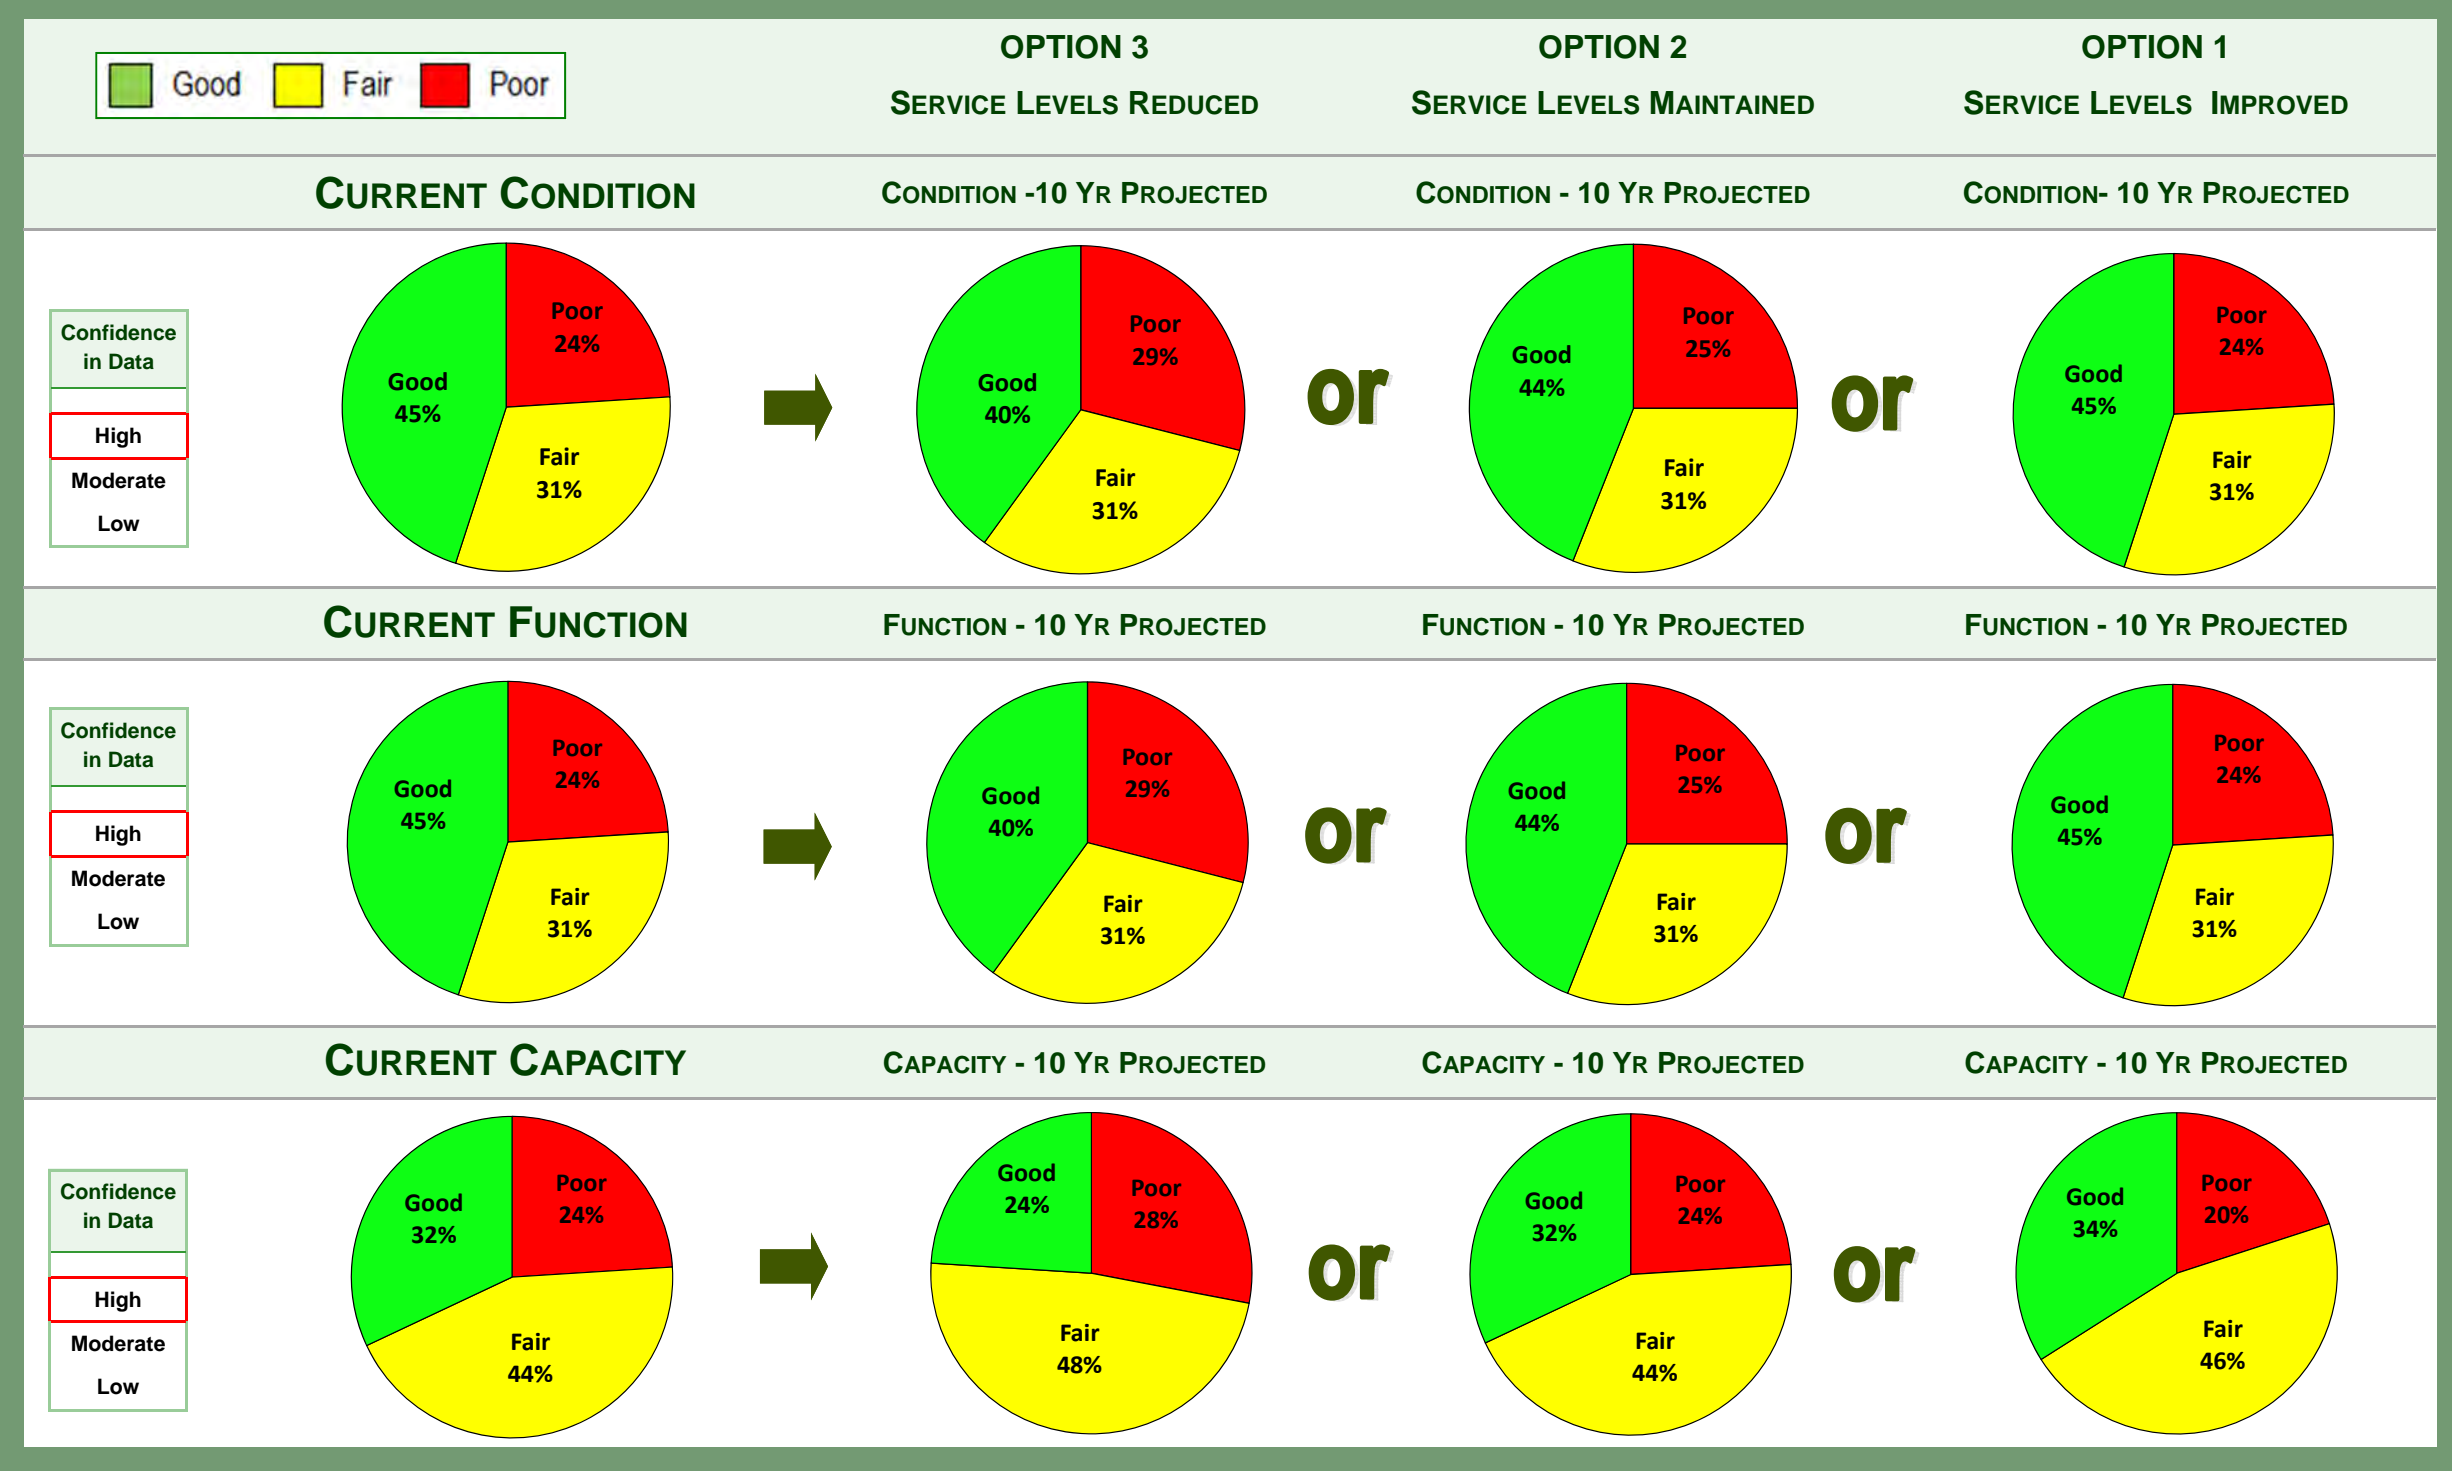 Good Fair Poor
OPTION 3
SERVICE LEVELS REDUCED
OPTION 2
SERVICE LEVELS MAINTAINED
OPTION 1
SERVICE LEVELS IMPROVED
CURRENT CONDITION
CONDITION -10 YR PROJECTED
CONDITION - 10 YR PROJECTED
CONDITION- 10 YR PROJECTED
Confidence
in Data
High
Moderate
Low
Poor
24%
Good
45%
Fair
31%
Poor
29%
Good
40%
Fair
31%
or
Poor
25%
Good
44%
Fair
31%
or
Poor
24%
Good
45%
Fair
31%
CURRENT FUNCTION
FUNCTION - 10 YR PROJECTED
FUNCTION - 10 YR PROJECTED
FUNCTION - 10 YR PROJECTED
Confidence
in Data
High
Moderate
Low
Poor
24%
Good
45%
Fair
31%
Poor
29%
Good
40%
Fair
31%
or
Poor
25%
Good
44%
Fair
31%
or
Poor
24%
Good
45%
Fair
31%
CURRENT CAPACITY
CAPACITY - 10 YR PROJECTED
CAPACITY - 10 YR PROJECTED
CAPACITY - 10 YR PROJECTED
Confidence
in Data
High
Moderate
Low
Poor
24%
Good
32%
Fair
44%
Good
24%
Poor
28%
Fair
48%
or
Poor
24%
Good
32%
Fair
44%
or
Poor
20%
Good
34%
Fair
46%